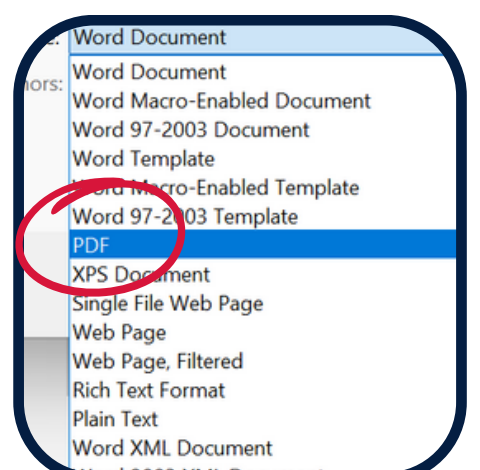 Word Document
ors:
Word Document
Word Macro-Enabled Document
Word 97-2003 Document
Word Template
Word Macro-Enabled Template
Word 97-2003 Template
PDF
XPS Document
Single File Web Page
Web Page
Web Page, Filtered
Rich Text Format
Plain Text
Word XML Document